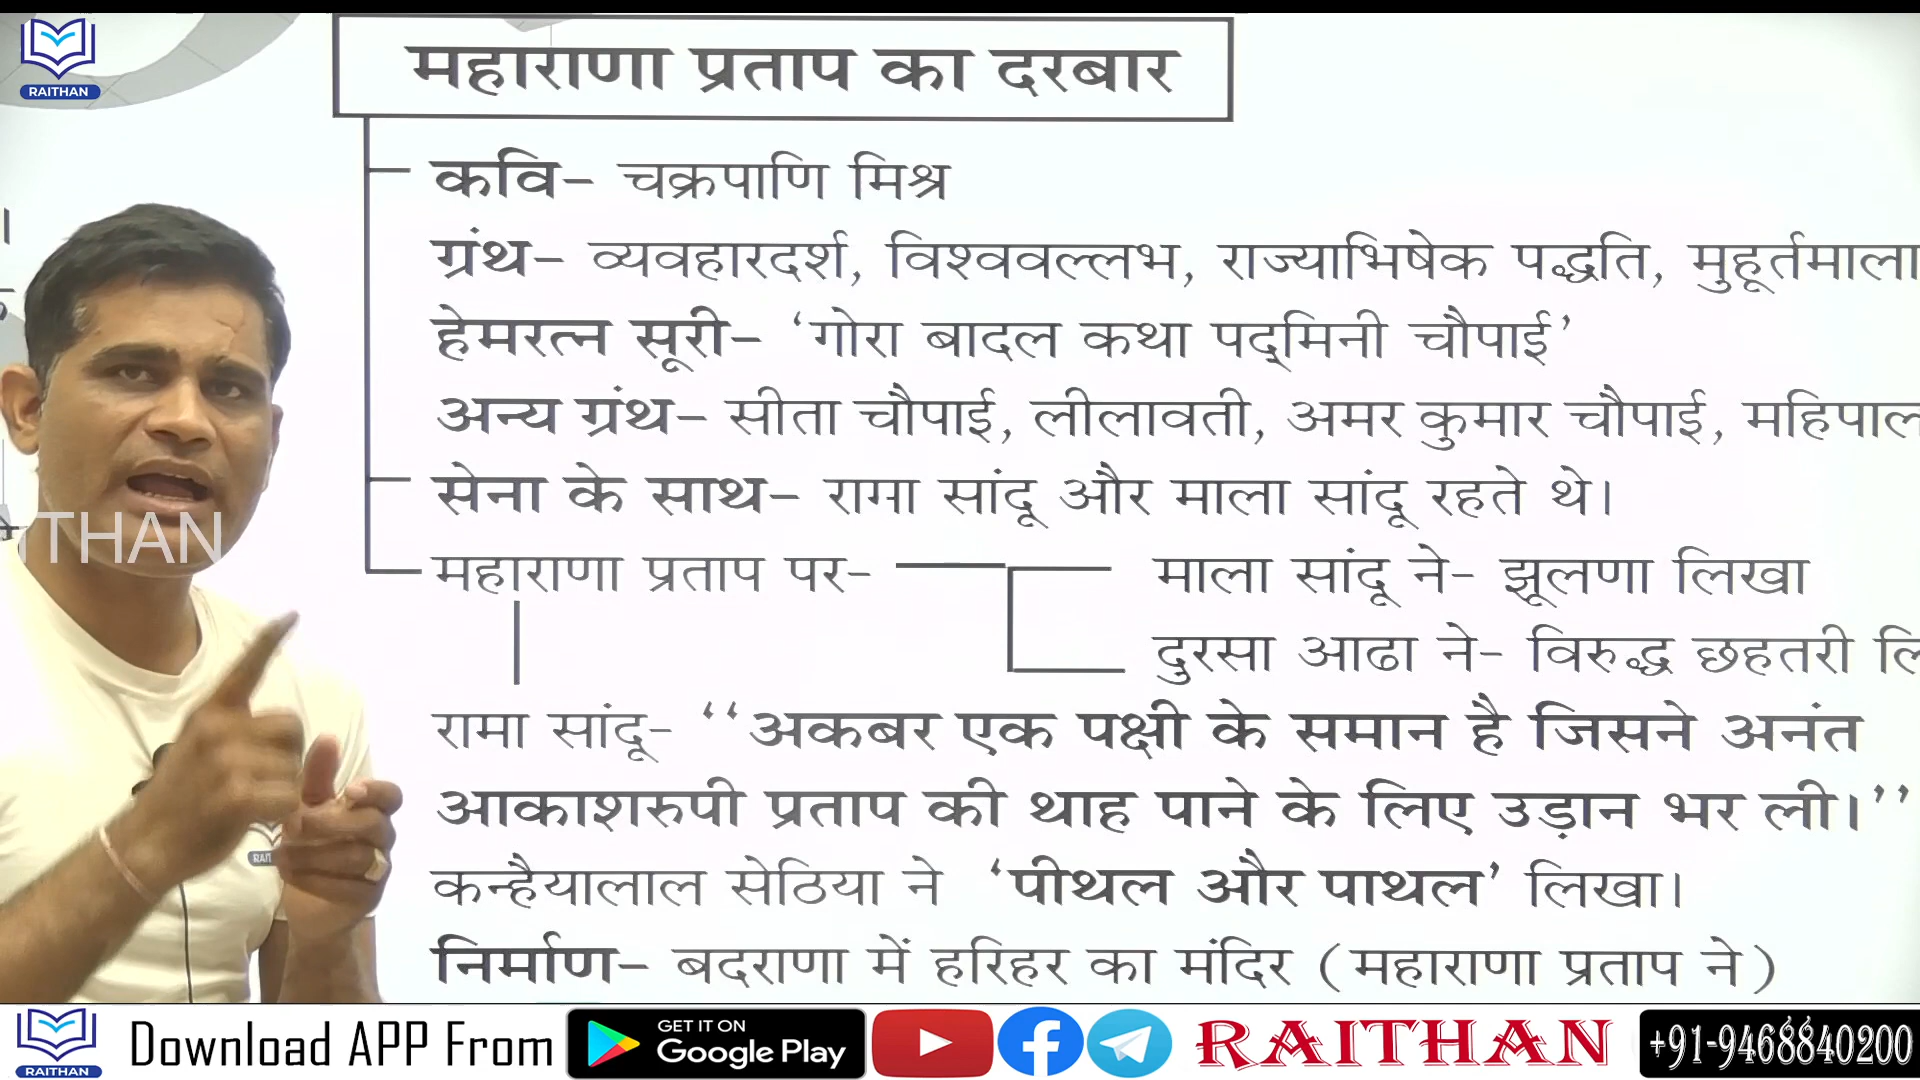 RAITHAN
महाराणा प्रताप का दरबार
कवि- चक्रपाणि मिश्र
ग्रंथ- व्यवहारदर्श, विश्ववल्लभ, राज्याभिषेक पद्धति, मुहूर्तमाला
हेमरत्न सूरी- ‘गोरा बादल कथा पद्‌मिनी चौपाई’
अन्य ग्रंथ- सीता चौपाई, लीलावती, अमर कुमार चौपाई, महिपाल
सेना के साथ- रामा सांदू और माला सांदू रहते थे।
THAN
महाराणा प्रताप पर- माला सांदू ने- झूलणा लिखा
दुरसा आढा ने- विरुद्ध छहतरी लि
रामा सांदू- ‘‘अकबर एक पक्षी के समान है जिसने अनंत
आकाशरुपी प्रताप की थाह पाने के लिए उड़ान भर ली।’’
कन्हैयालाल सेठिया ने ‘पीथल और पाथल’ लिखा।
RAIT
निर्माण- बदराणा में हरिहर का मंदिर (महाराणा प्रताप ने)
RAITHAN Download APP From GET IT ON Google Play RAITHAN +91-9468840200